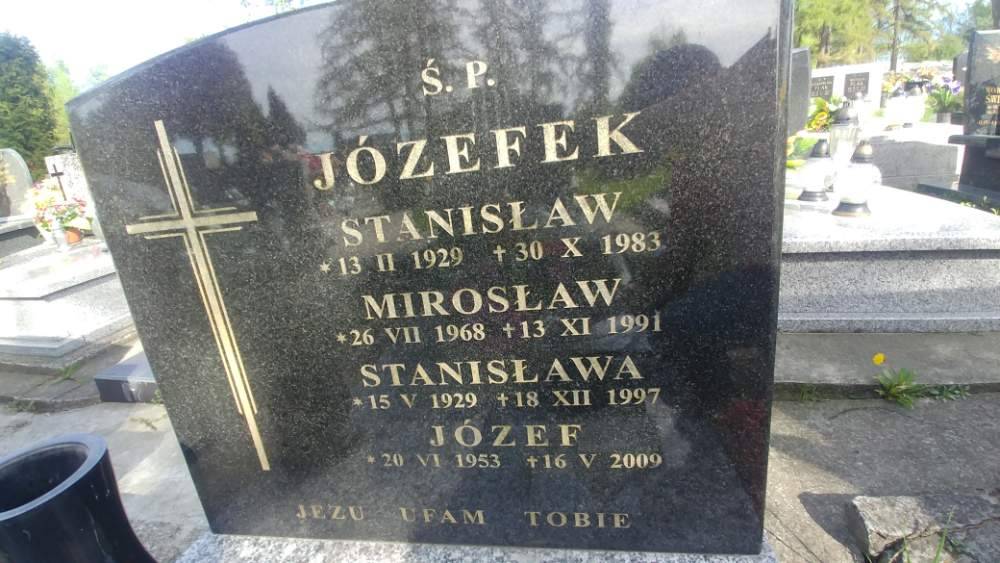 Ś. P.
JÓZEFEK
STANISŁAW
*13 II 1929 +30 X 1983
MIROSŁAW
*26 VII 1968 +13 XI 1991
STANISŁAWA
*15 V 1929 +18 XII 1997
JÓZEF
*20 VI 1953 +16 V 2009
JEZU UFAM TOBIE